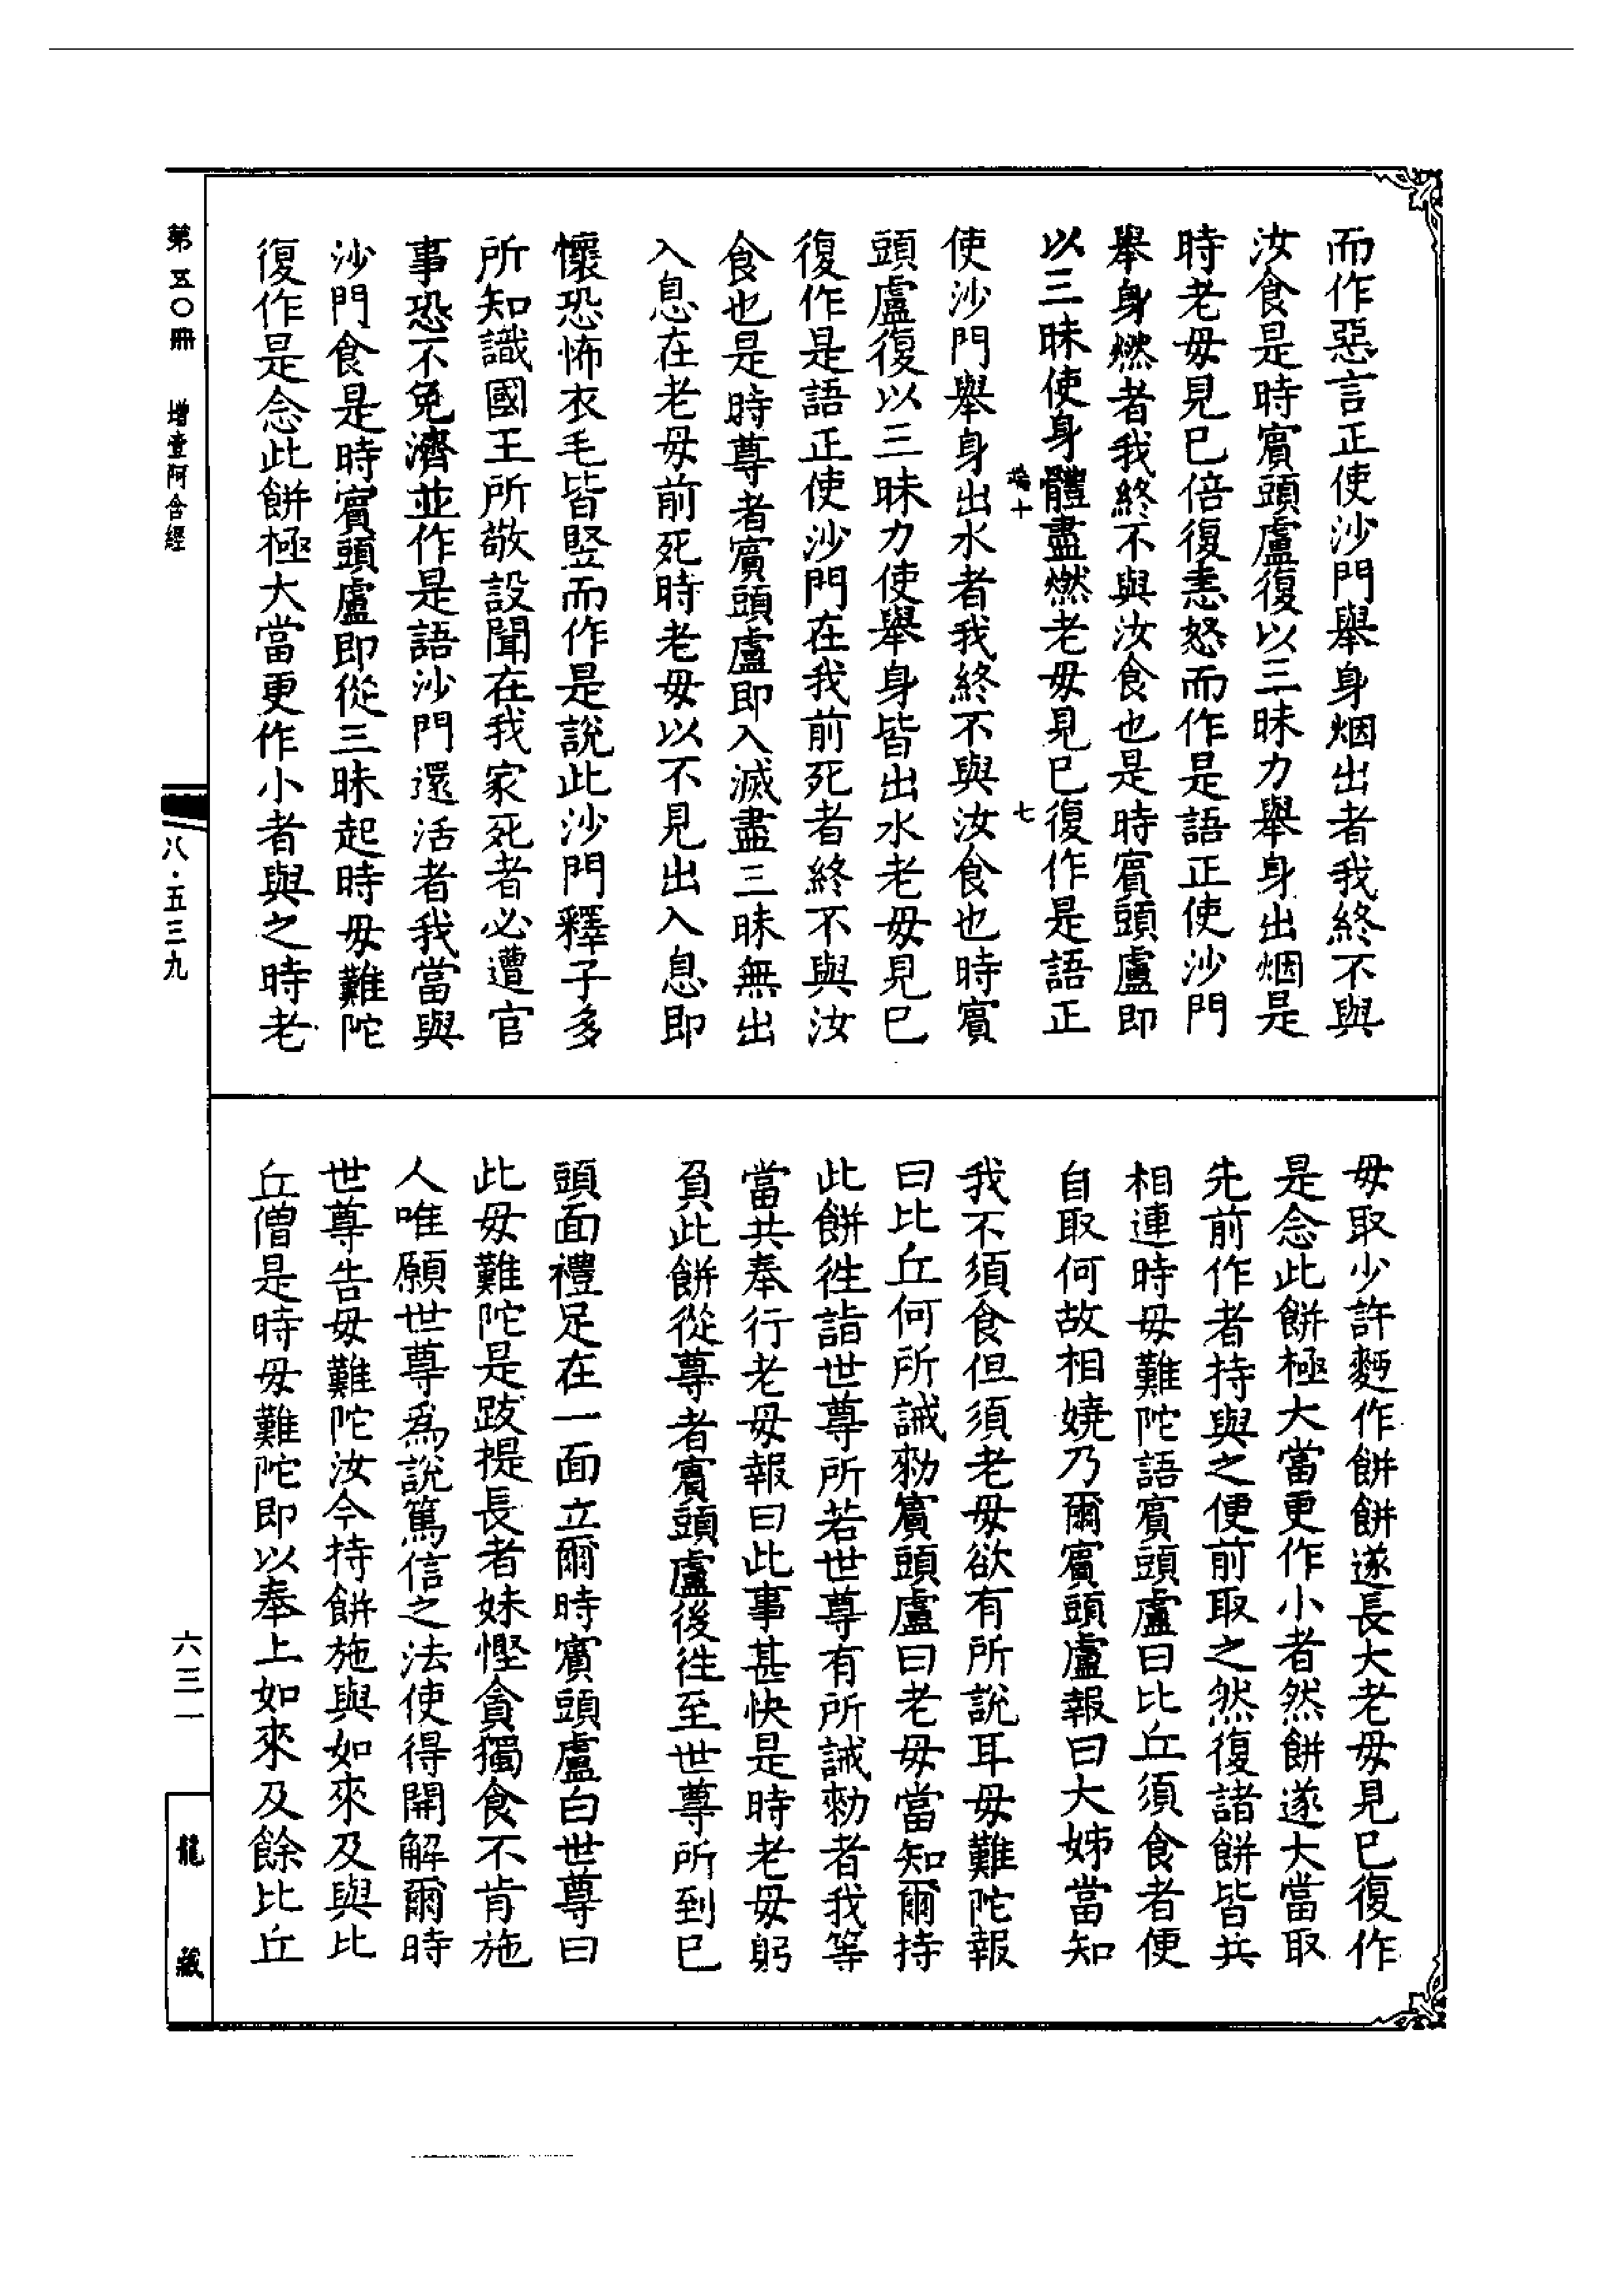 而作惡言正使沙門舉身烟出者我終不與
汝食是時賓頭盧復以三昧力舉身出烟是
時老母見已倍復恚怒而作是語正使沙門
舉身燃者我終不與汝食也是時賓頭盧即
以三昧使身體盡燃老母見已復作是語正
十 七
使沙門舉身出水者我終不與汝食也時賓
頭盧復以三昧力使舉身皆出水老母見已
復作是語正使沙門在我前死者終不與汝
食也是時尊者賓頭盧即入滅盡三昧無出
入息在老母前死時老母以不見出入息即
懷恐怖衣毛皆竪而作是說此沙門釋子多
所知識國王所敬設聞在我家死者必遭官
事恐不免濟並作是語沙門還活者我當與
沙門食是時賓頭盧即從三昧起時母難陀
復作是念此餅極大當更作小者與之時老
母取少許麪作餅餅遂長大老母見已復作
是念此餅極大當更作小者然餅遂大當取
先前作者持與之便前取之然復諸餅皆共
相連時母難陀語賓頭盧曰比丘須食者便
自取何故相嬈乃爾賓頭盧報曰大姊當知
我不須食但須老母欲有所說耳母難陀報
曰比丘何所誡勑賓頭盧曰老母當知爾持
此餅徃詣世尊所若世尊有所誡勑者我等
當共奉行老母報曰此事甚快是時老母躬
負此餅從尊者賓頭盧後徃至世尊所到已
頭面禮足在一面立爾時賓頭盧白世尊曰
此母難陀是跋提長者妹慳貪獨食不肯施
人唯願世尊爲說篤信之法使得開解爾時
世尊告母難陀汝今持餅施與如來及與比
丘僧是時母難陀即以奉上如來及餘比丘
第五〇冊 增壹阿含經
八·五三九
六三一
龍藏